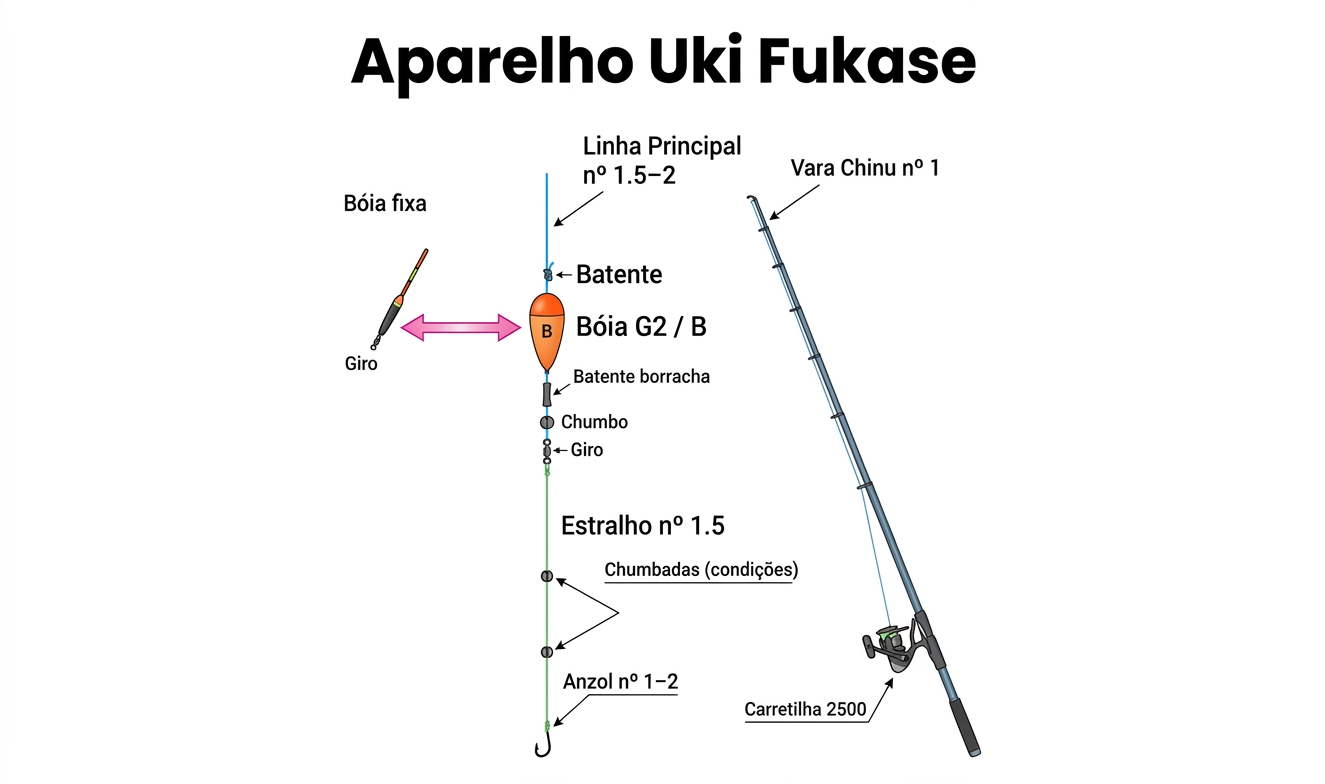 Aparelho Uki Fukase
Linha Principal
nº 1.5–2
Vara Chinu nº 1
Bóia fixa
Batente
B
Bóia G2 / B
Giro
Batente borracha
Chumbo
Giro
Estralho nº 1.5
Chumbadas (condições)
Anzol nº 1–2
Carretilha 2500